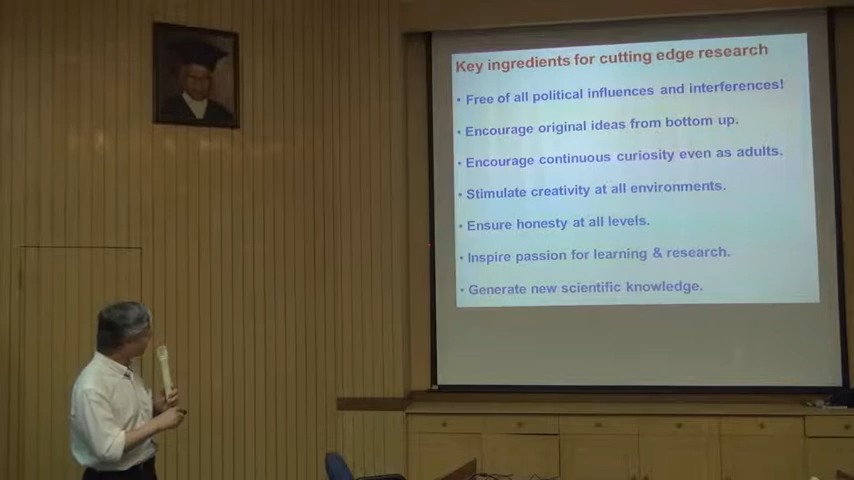 Key ingredients for cutting edge research
• Free of all political influences and interferences!
• Encourage original ideas from bottom up.
• Encourage continuous curiosity even as adults.
• Stimulate creativity at all environments.
• Ensure honesty at all levels.
• Inspire passion for learning & research.
• Generate new scientific knowledge.